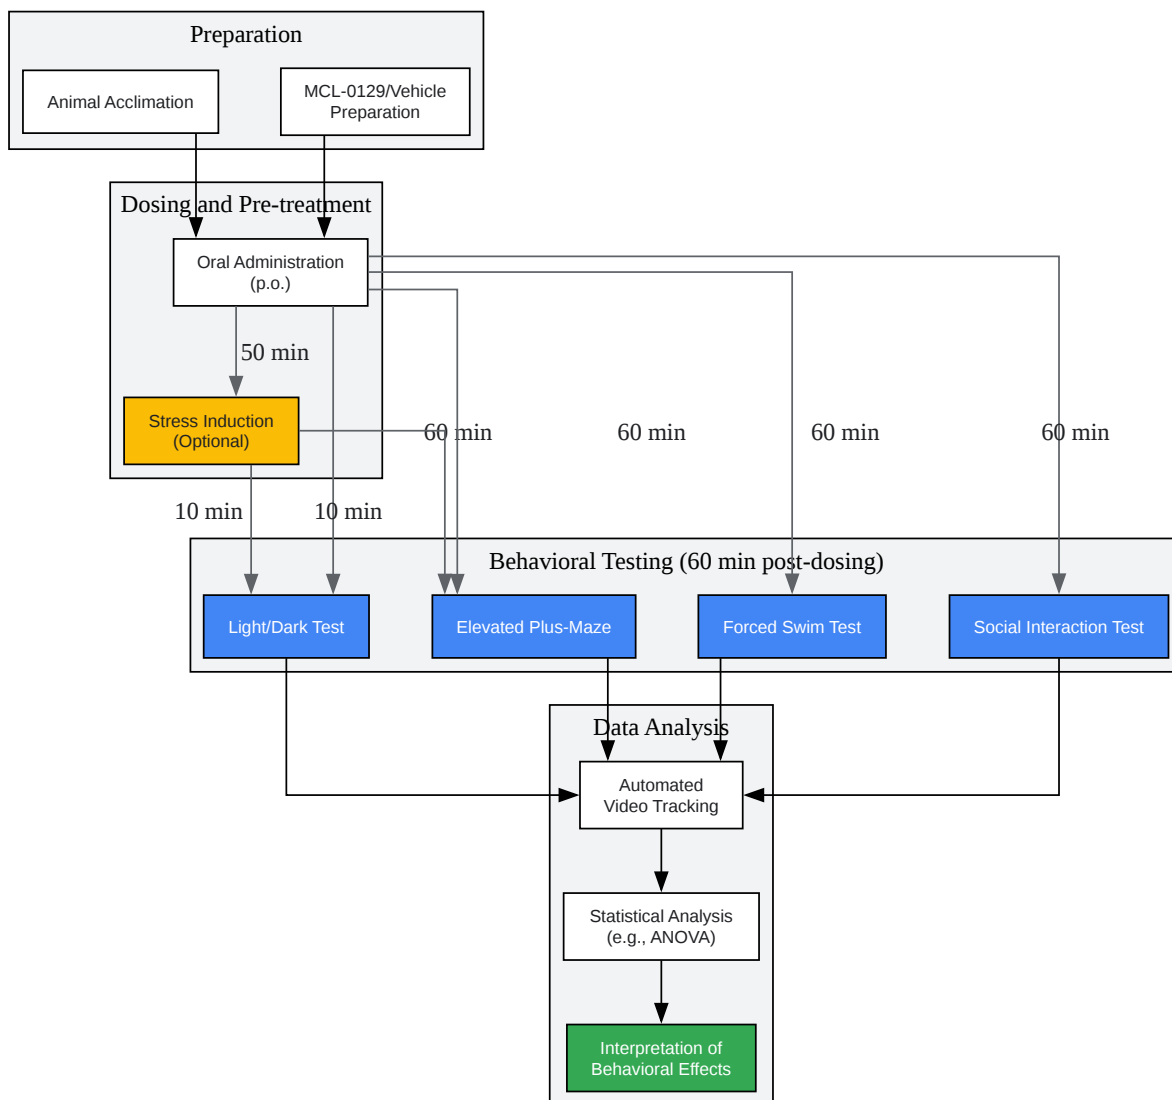 Preparation
Animal Acclimation
MCL-0129/Vehicle
Preparation
Dosing and Pre-treatment
Oral Administration
(p.o.)
50 min
Stress Induction
(Optional)
60 min
60 min
60 min
60 min
10 min
10 min
Behavioral Testing (60 min post-dosing)
Light/Dark Test
Elevated Plus-Maze
Forced Swim Test
Social Interaction Test
Data Analysis
Automated
Video Tracking
Statistical Analysis
(e.g., ANOVA)
Interpretation of
Behavioral Effects